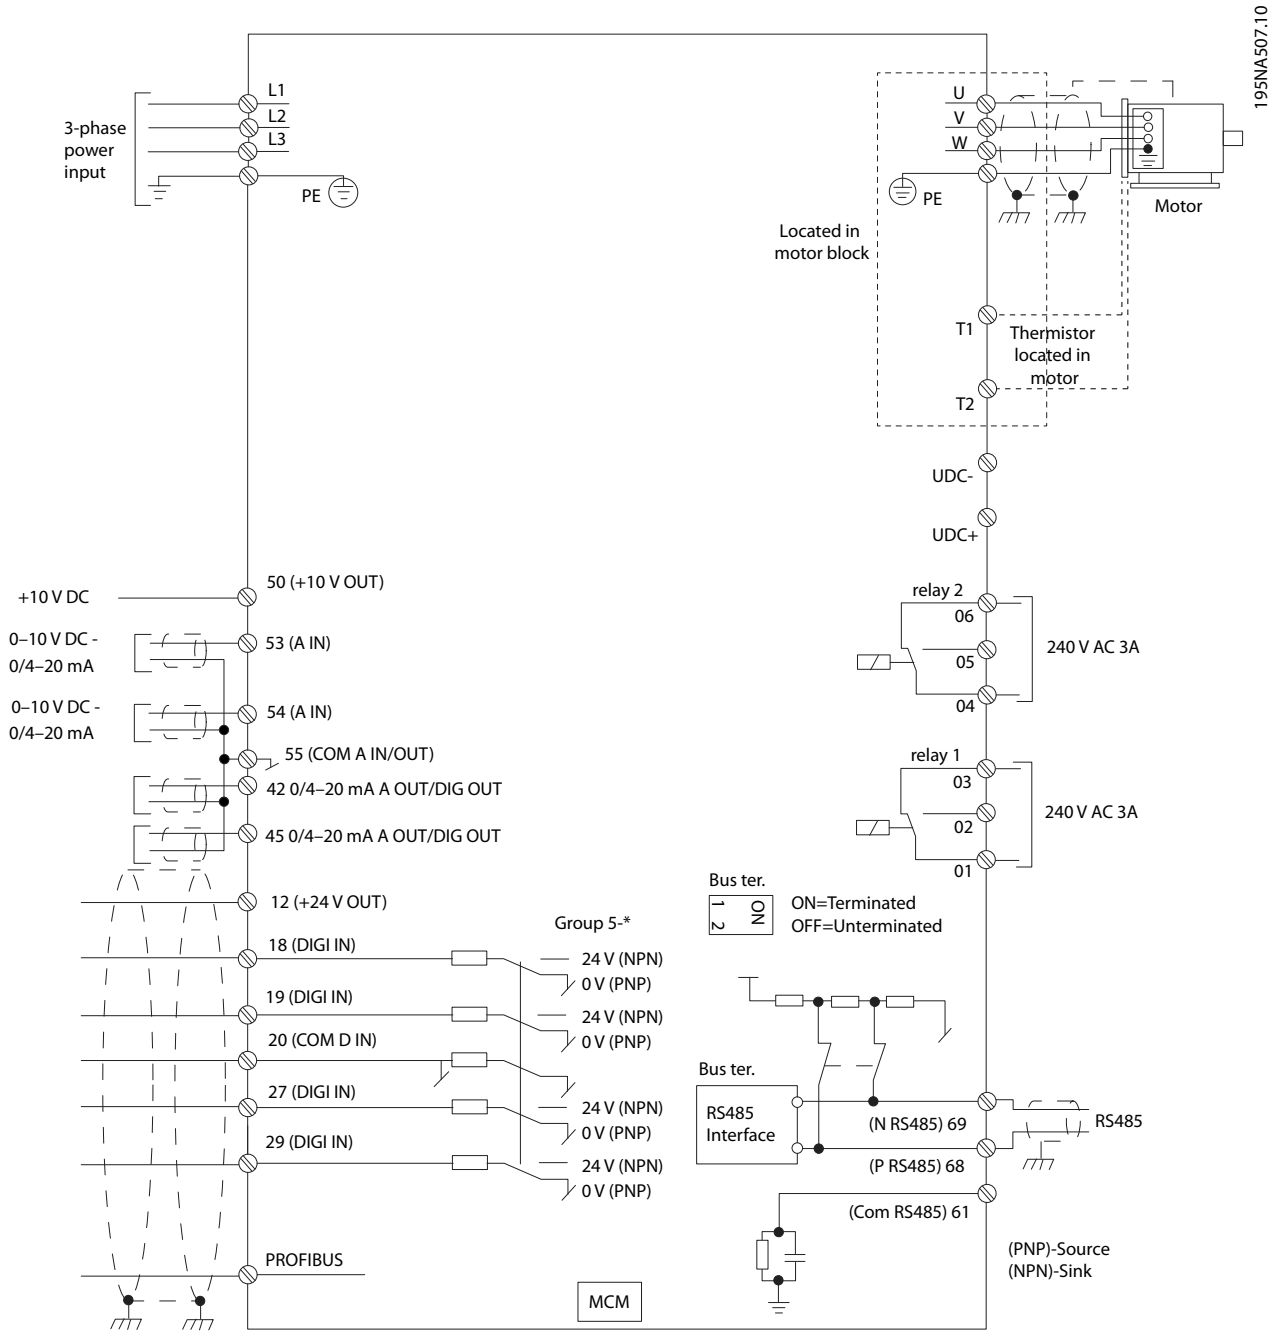 195NA507.10
3-phase
power
input
L1
L2
L3
PE
U
V
W
PE
Motor
Located in
motor block
T1
Thermistor
located in
motor
T2
UDC-
UDC+
+10 V DC
50 (+10 V OUT)
0–10 V DC -
0/4–20 mA
53 (A IN)
0–10 V DC -
0/4–20 mA
54 (A IN)
55 (COM A IN/OUT)
42 0/4–20 mA A OUT/DIG OUT
45 0/4–20 mA A OUT/DIG OUT
relay 2
06
05
04
240 V AC 3A
relay 1
03
02
01
240 V AC 3A
12 (+24 V OUT)
18 (DIGI IN)
19 (DIGI IN)
20 (COM D IN)
27 (DIGI IN)
29 (DIGI IN)
PROFIBUS
Group 5-*
24 V (NPN)
0 V (PNP)
24 V (NPN)
0 V (PNP)
24 V (NPN)
0 V (PNP)
24 V (NPN)
0 V (PNP)
Bus ter.
1 2 ON
ON=Terminated
OFF=Unterminated
Bus ter.
RS485
Interface
(N RS485) 69
(P RS485) 68
(Com RS485) 61
RS485
(PNP)-Source
(NPN)-Sink
MCM